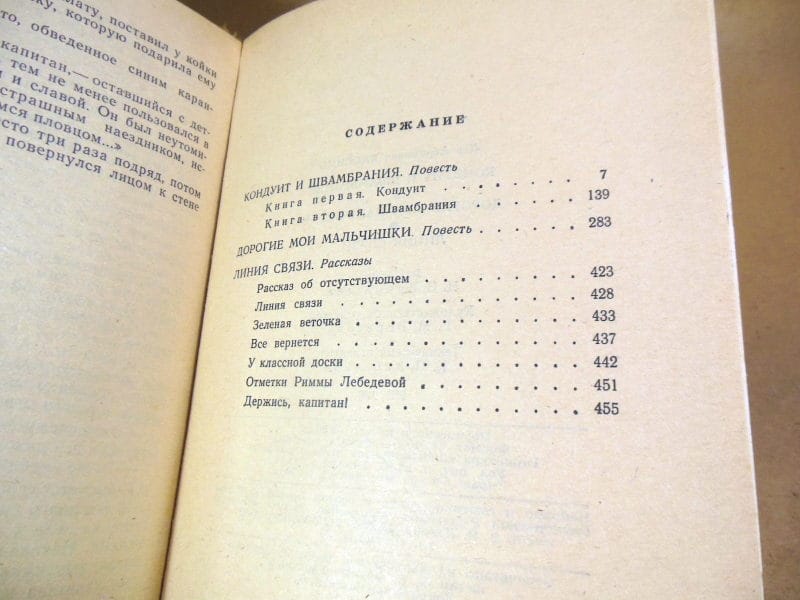 лату, поставил у койки
ку, которую подарила ему
то, обведенное синим каран-
капитан,—оставшийся с дет-
тем не менее пользовался в
и славой. Он был неутоми-
страшным наездником, ис-
мся пловцом...»
сто три раза подряд, потом
повернулся лицом к стене
СОДЕРЖАНИЕ
КОНДУИТ И ШВАМБРАНИЯ. Повесть
Книга первая. Кондуит . . . . . . . 7
Книга вторая. Швамбрания . . . . . . 139
ДОРОГИЕ МОИ МАЛЬЧИШКИ. Повесть . . . . . . 283
ЛИНИЯ СВЯЗИ. Рассказы
Рассказ об отсутствующем . . . . . . . . 423
Линия связи . . . . . . . . . . . 428
Зеленая веточка . . . . . . . . . . . 433
Все вернется . . . . . . . . . . . . 437
У классной доски . . . . . . . . . . . 442
Отметки Риммы Лебедевой . . . . . . . . 451
Держись, капитан! . . . . . . . . . . 455